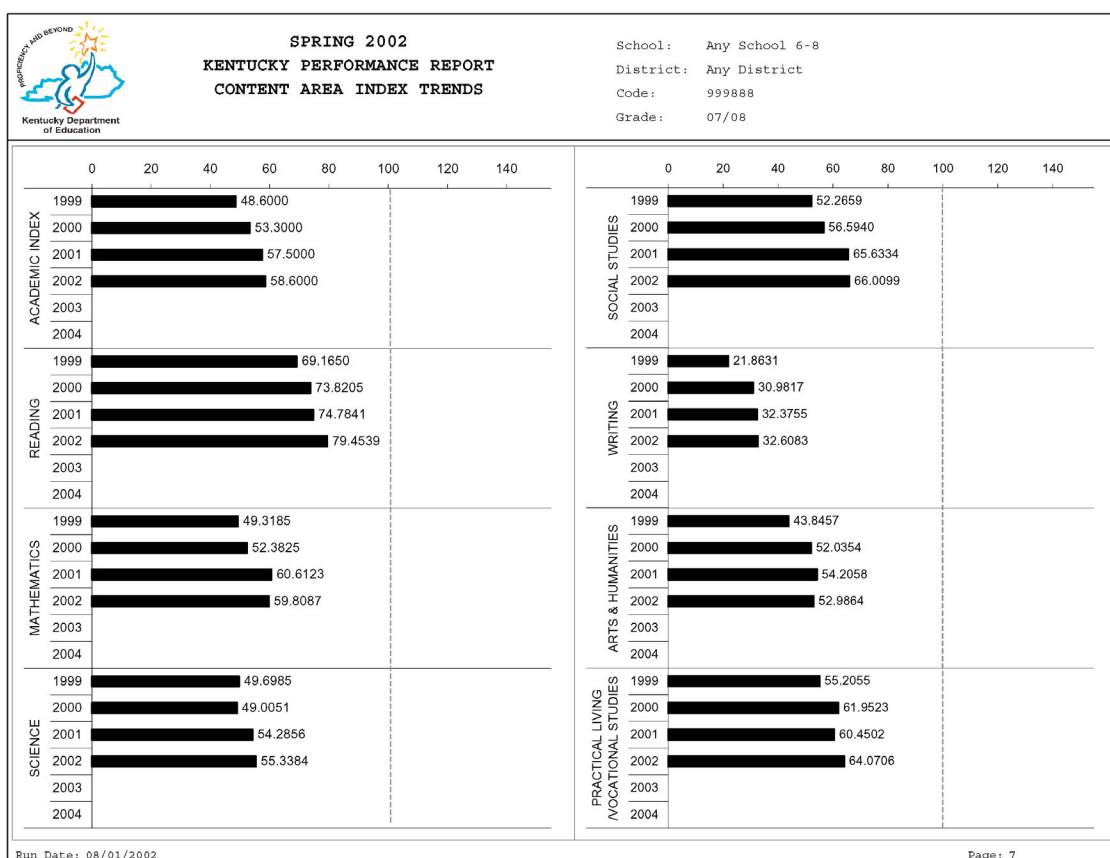 PROFICIENCY AND BEYOND
Kentucky Department
of Education
SPRING 2002
KENTUCKY PERFORMANCE REPORT
CONTENT AREA INDEX TRENDS
School: Any School 6-8
District: Any District
Code: 999888
Grade: 07/08
0 20 40 60 80 100 120 140
ACADEMIC INDEX
1999 48.6000
2000 53.3000
2001 57.5000
2002 58.6000
2003
2004
READING
1999 69.1650
2000 73.8205
2001 74.7841
2002 79.4539
2003
2004
MATHEMATICS
1999 49.3185
2000 52.3825
2001 60.6123
2002 59.8087
2003
2004
SCIENCE
1999 49.6985
2000 49.0051
2001 54.2856
2002 55.3384
2003
2004
0 20 40 60 80 100 120 140
SOCIAL STUDIES
1999 52.2659
2000 56.5940
2001 65.6334
2002 66.0099
2003
2004
WRITING
1999 21.8631
2000 30.9817
2001 32.3755
2002 32.6083
2003
2004
ARTS & HUMANITIES
1999 43.8457
2000 52.0354
2001 54.2058
2002 52.9864
2003
2004
PRACTICAL LIVING
/VOCATIONAL STUDIES
1999 55.2055
2000 61.9523
2001 60.4502
2002 64.0706
2003
2004
Run Date: 08/01/2002
Page: 7